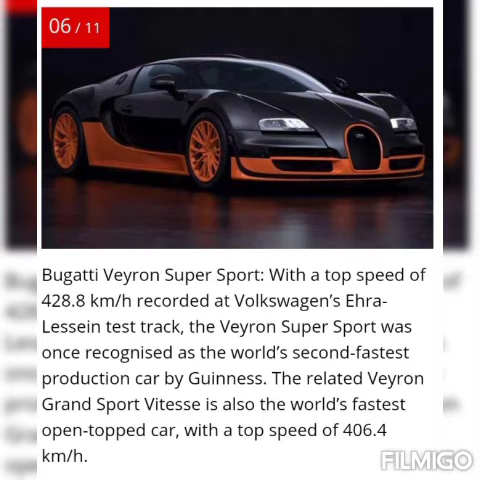 06 / 11
Bugatti Veyron Super Sport: With a top speed of
428.8 km/h recorded at Volkswagen’s Ehra-
Lessein test track, the Veyron Super Sport was
once recognised as the world’s second-fastest
production car by Guinness. The related Veyron
Grand Sport Vitesse is also the world’s fastest
open-topped car, with a top speed of 406.4
km/h.
FILMIGO